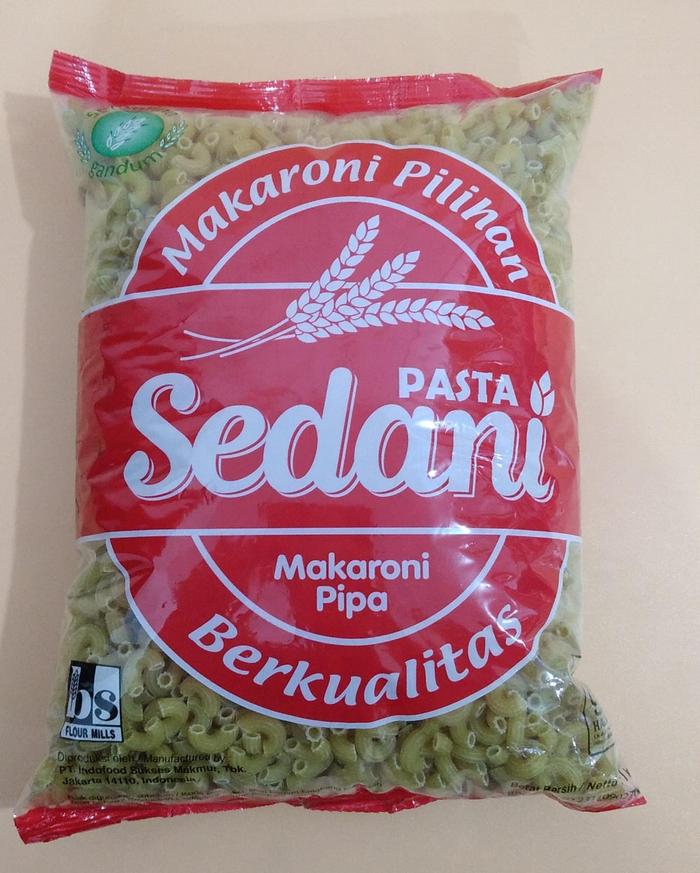 gandum
Makaroni Pilihan
PASTA
Sedani
Makaroni
Pipa
Berkualitas
bs
FLOUR MILLS
Diproduksi oleh / Manufactured by
PT. Indofood Sukses Makmur, Tbk.
Jakarta 14110, Indonesia
Berat Bersih / Netto